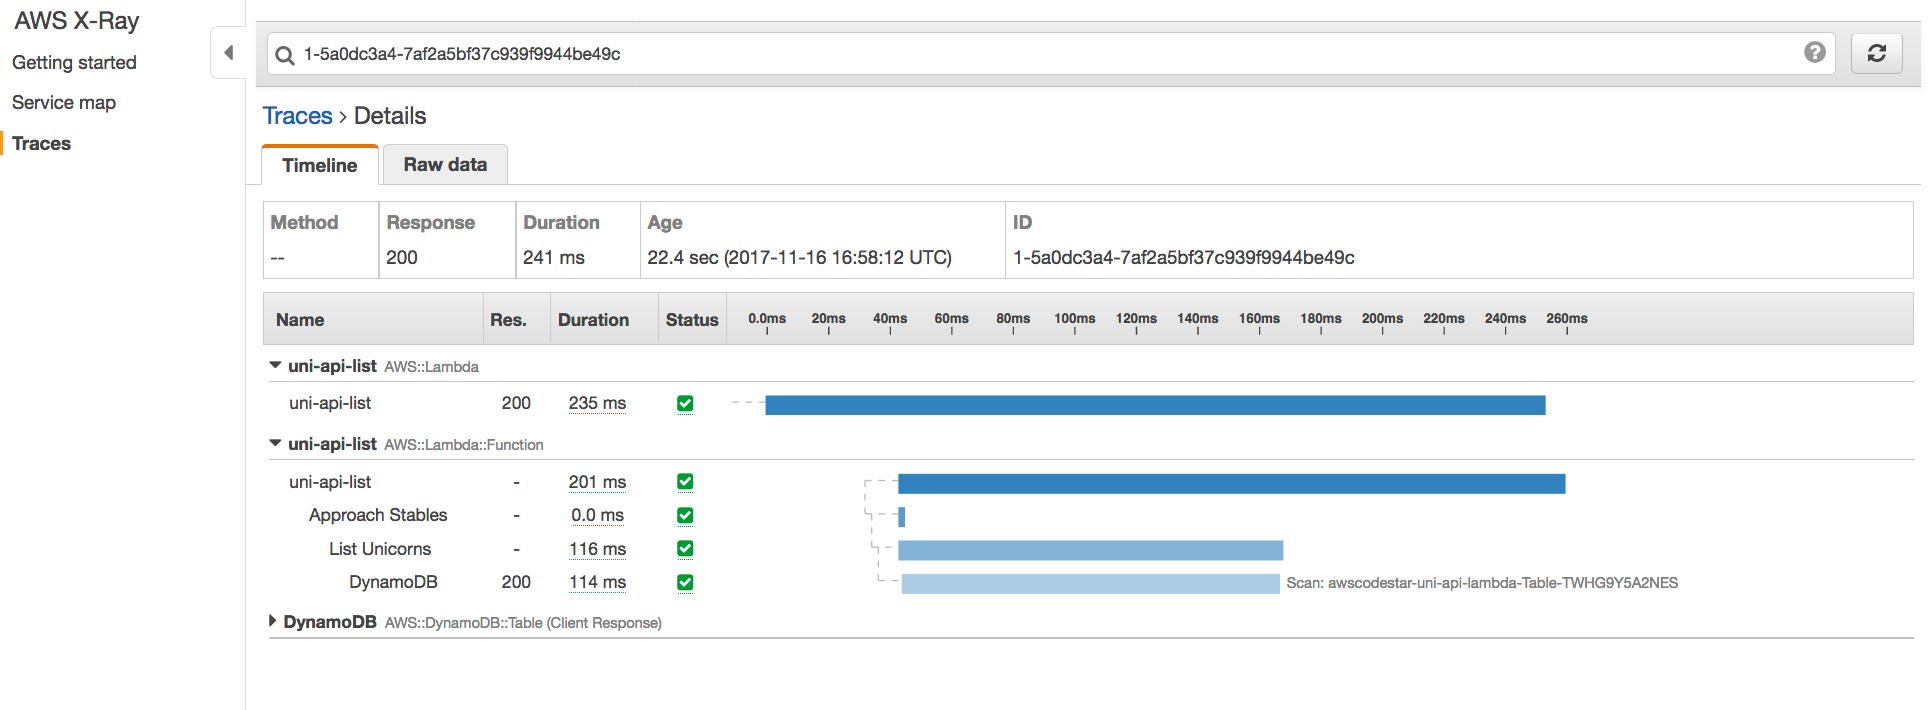 AWS X-Ray
Getting started
Service map
Traces
1-5a0dc3a4-7af2a5bf37c939f9944be49c
Traces > Details
Timeline Raw data
Method Response Duration Age ID
-- 200 241 ms 22.4 sec (2017-11-16 16:58:12 UTC) 1-5a0dc3a4-7af2a5bf37c939f9944be49c
Name Res. Duration Status 0.0ms 20ms 40ms 60ms 80ms 100ms 120ms 140ms 160ms 180ms 200ms 220ms 240ms 260ms
uni-api-list AWS::Lambda
uni-api-list 200 235 ms
uni-api-list AWS::Lambda::Function
uni-api-list - 201 ms
Approach Stables - 0.0 ms
List Unicorns - 116 ms
DynamoDB 200 114 ms Scan: awscodestar-uni-api-lambda-Table-TWHG9Y5A2NES
DynamoDB AWS::DynamoDB::Table (Client Response)